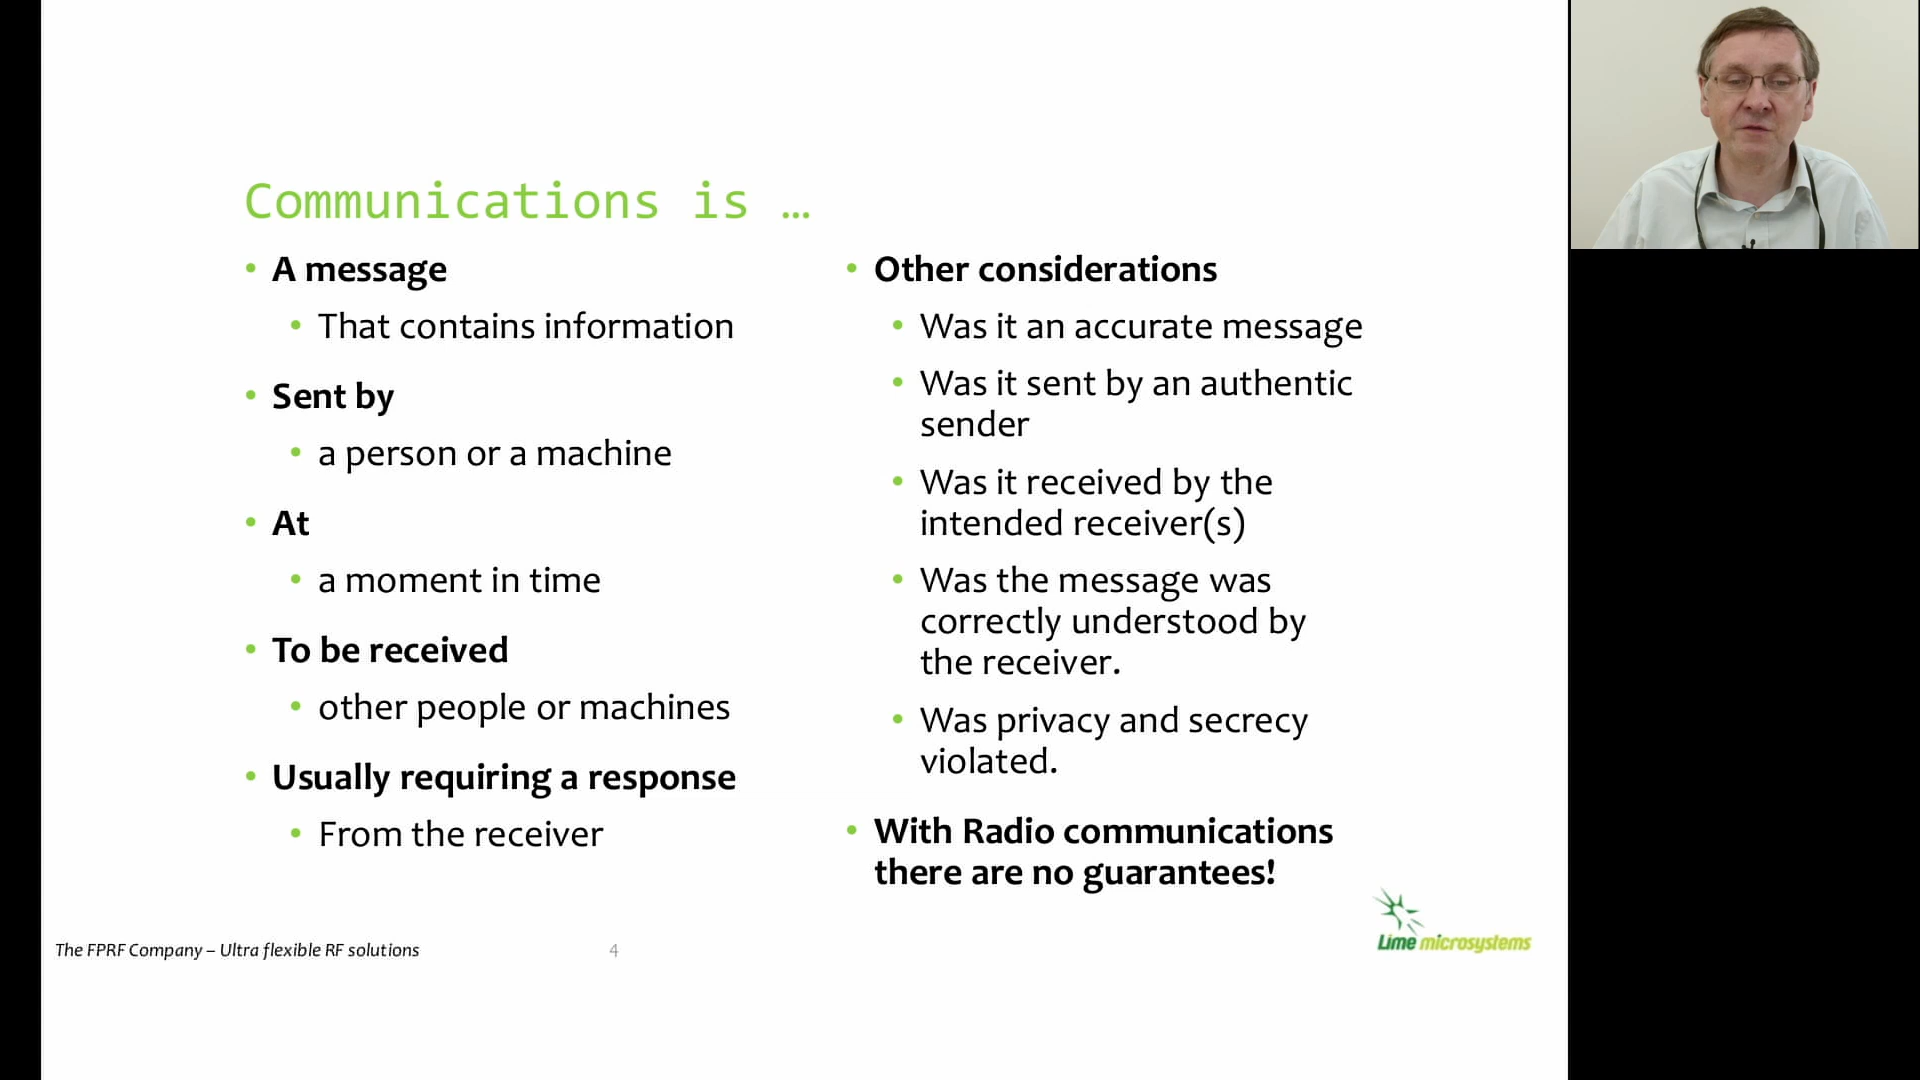 Communications is …
• A message
• That contains information
• Sent by
• a person or a machine
• At
• a moment in time
• To be received
• other people or machines
• Usually requiring a response
• From the receiver
• Other considerations
• Was it an accurate message
• Was it sent by an authentic
sender
• Was it received by the
intended receiver(s)
• Was the message was
correctly understood by
the receiver.
• Was privacy and secrecy
violated.
• With Radio communications
there are no guarantees!
The FPRF Company – Ultra flexible RF solutions
4
Lime microsystems